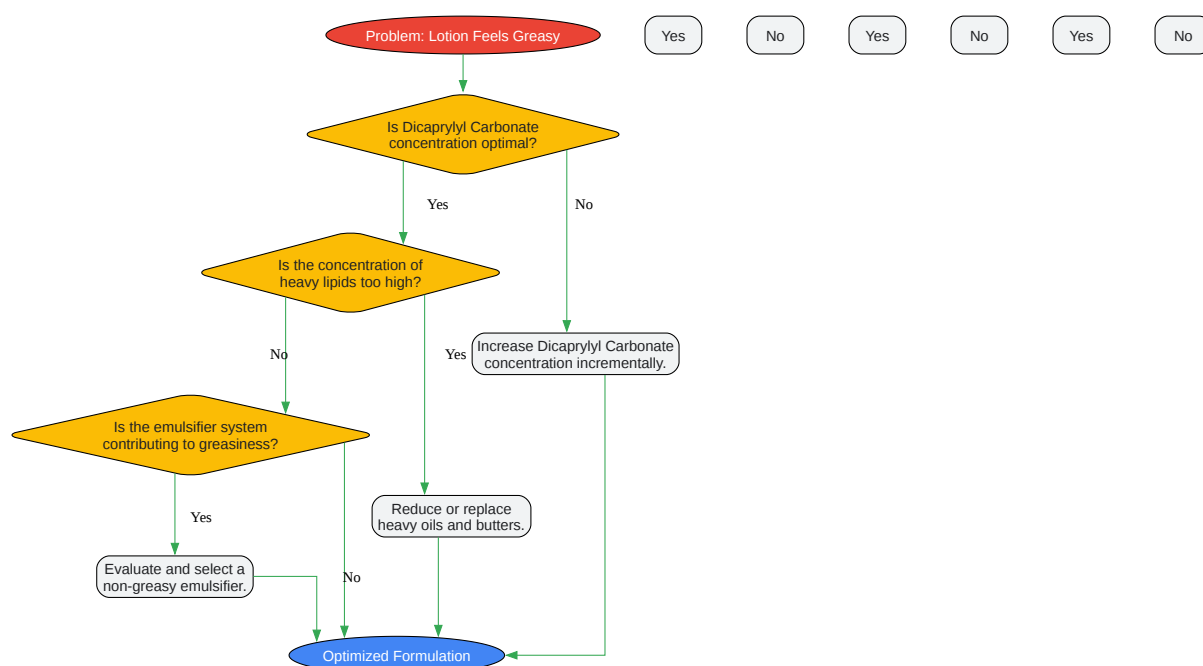 Problem: Lotion Feels Greasy
Yes
No
Yes
No
Yes
No
Is Dicaprylyl Carbonate
concentration optimal?
Yes
No
Is the concentration of
heavy lipids too high?
No
Yes
Increase Dicaprylyl Carbonate
concentration incrementally.
Is the emulsifier system
contributing to greasiness?
Yes
Reduce or replace
heavy oils and butters.
Evaluate and select a
non-greasy emulsifier.
No
Optimized Formulation